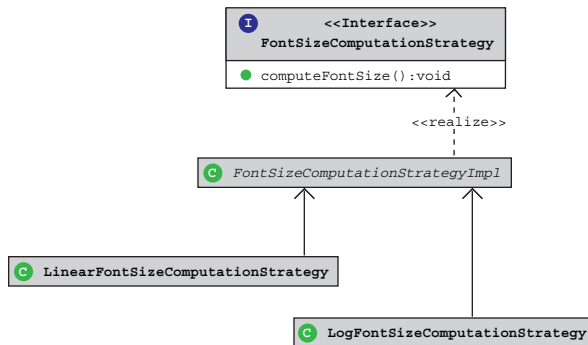 I <<Interface>>
FontSizeComputationStrategy
computeFontSize():void
<<realize>>
C FontSizeComputationStrategyImpl
C LinearFontSizeComputationStrategy
C LogFontSizeComputationStrategy